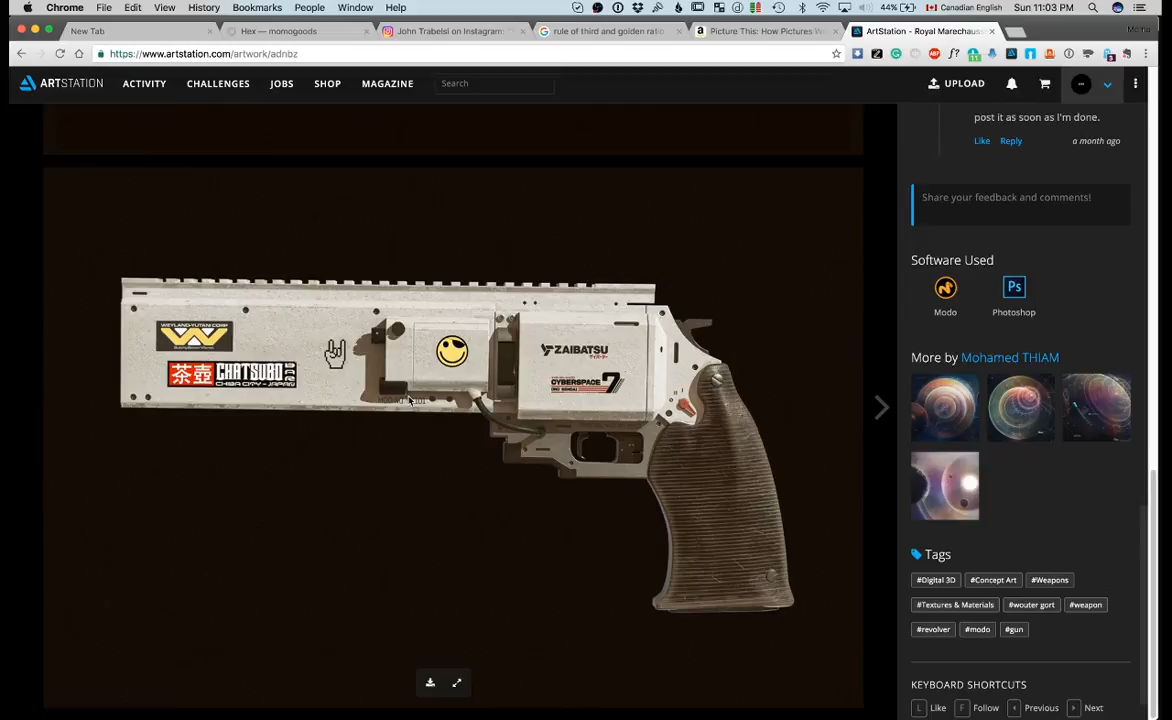 Chrome File Edit View History Bookmarks People Window Help 44% Canadian English Sun 11:03 PM
New Tab Hex — momogoods John Trabelsi on Instagram: rule of third and golden ratio Picture This: How Pictures W ArtStation - Royal Marechauss
https://www.artstation.com/artwork/adnbz
ARTSTATION ACTIVITY CHALLENGES JOBS SHOP MAGAZINE Search UPLOAD
post it as soon as I'm done.
Like Reply a month ago
Share your feedback and comments!
Software Used
Modo Photoshop
More by Mohamed THIAM
Tags
#Digital 3D #Concept Art #Weapons
#Textures & Materials #wouter gort #weapon
#revolver #modo #gun
KEYBOARD SHORTCUTS
L Like F Follow Previous Next
WEYLAND-YUTANI CORP
茶壺 CHATSUBO
CHIBA CITY - JAPAN
ZAIBATSU
CYBERSPACE 7
ONO SENDAI